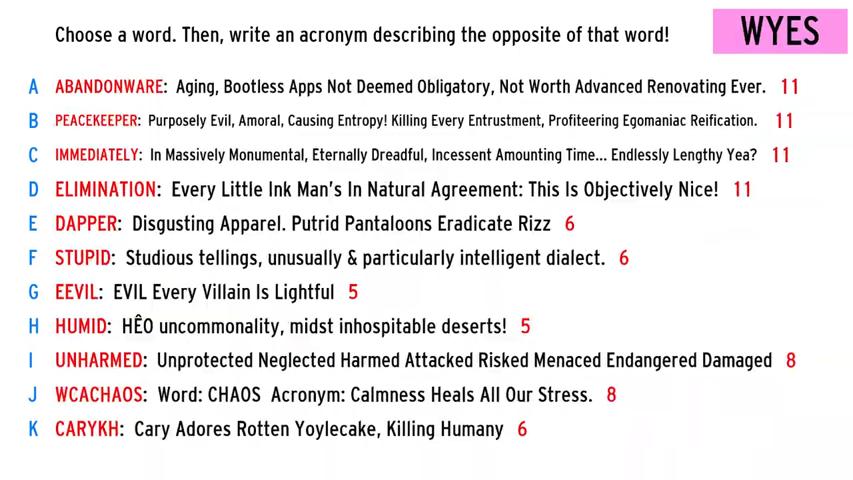 Choose a word. Then, write an acronym describing the opposite of that word!
WYES
A ABANDONWARE: Aging, Bootless Apps Not Deemed Obligatory, Not Worth Advanced Renovating Ever. 11
B PEACEKEEPER: Purposely Evil, Amoral, Causing Entropy! Killing Every Entrustment, Profiteering Egomaniac Reification. 11
C IMMEDIATELY: In Massively Monumental, Eternally Dreadful, Incessent Amounting Time... Endlessly Lengthy Yea? 11
D ELIMINATION: Every Little Ink Man's In Natural Agreement: This Is Objectively Nice! 11
E DAPPER: Disgusting Apparel. Putrid Pantaloons Eradicate Rizz 6
F STUPID: Studious tellings, unusually & particularly intelligent dialect. 6
G EEVIL: EVIL Every Villain Is Lightful 5
H HUMID: HÊO uncommonality, midst inhospitable deserts! 5
I UNHARMED: Unprotected Neglected Harmed Attacked Risked Menaced Endangered Damaged 8
J WCACHAOS: Word: CHAOS Acronym: Calmness Heals All Our Stress. 8
K CARYKH: Cary Adores Rotten Yoylecake, Killing Humany 6